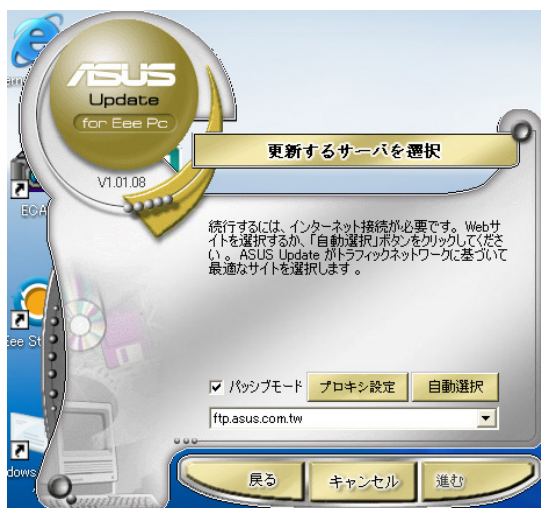 ASUS
Update
for Eee Pc
V1.01.08
更新するサーバを選択
ECA
続行するには、インターネット接続が必要です。Webサ
イトを選択するか、「自動選択」ボタンをクリックしてくださ
い 。 ASUS Update がトラフィックネットワークに基づいて
最適なサイトを選択します 。
Eee St
パッシブモード
プロキシ設定
自動選択
ftp.asus.com.tw
dows
戻る
キャンセル
進む